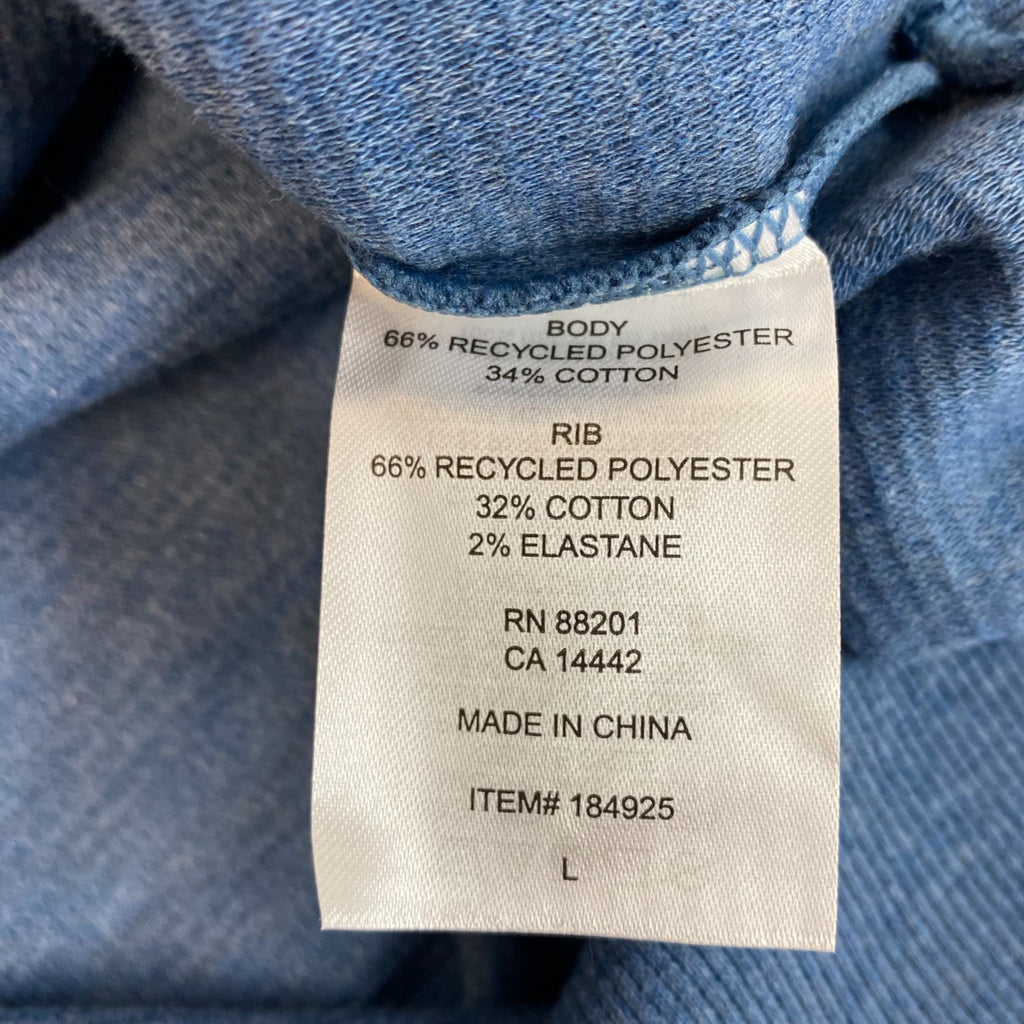 BODY
66% RECYCLED POLYESTER
34% COTTON
RIB
66% RECYCLED POLYESTER
32% COTTON
2% ELASTANE
RN 88201
CA 14442
MADE IN CHINA
ITEM# 184925
L